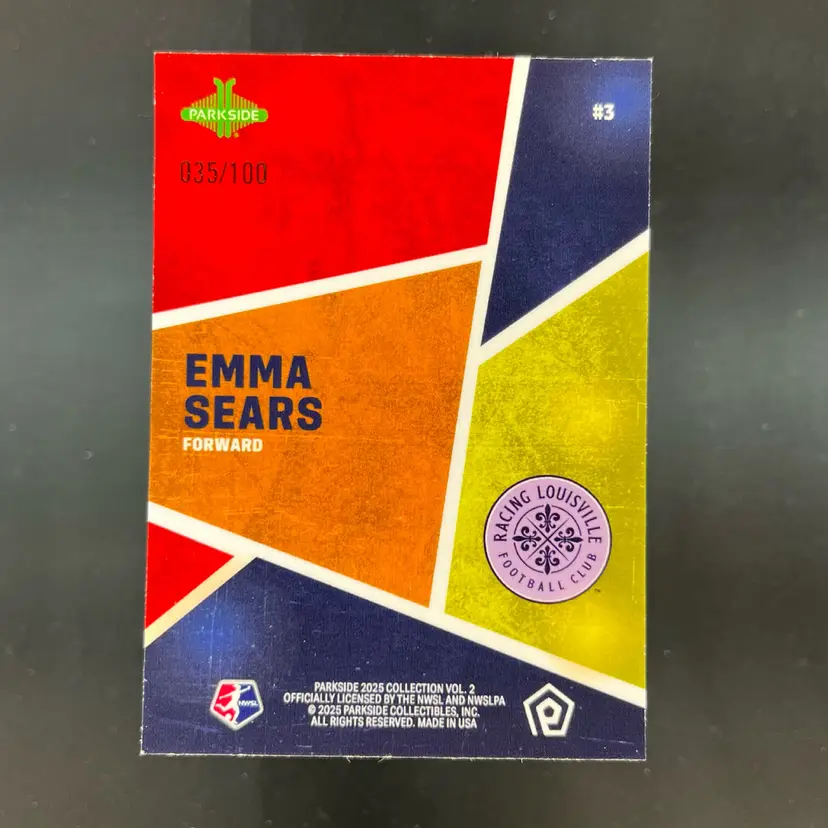 PARKSIDE
#3
035/100
EMMA
SEARS
FORWARD
RACING LOUISVILLE
FOOTBALL CLUB
™
NWSL
PARKSIDE 2025 COLLECTION VOL. 2
OFFICIALLY LICENSED BY THE NWSL AND NWSLPA
© 2025 PARKSIDE COLLECTIBLES, INC.
ALL RIGHTS RESERVED. MADE IN USA